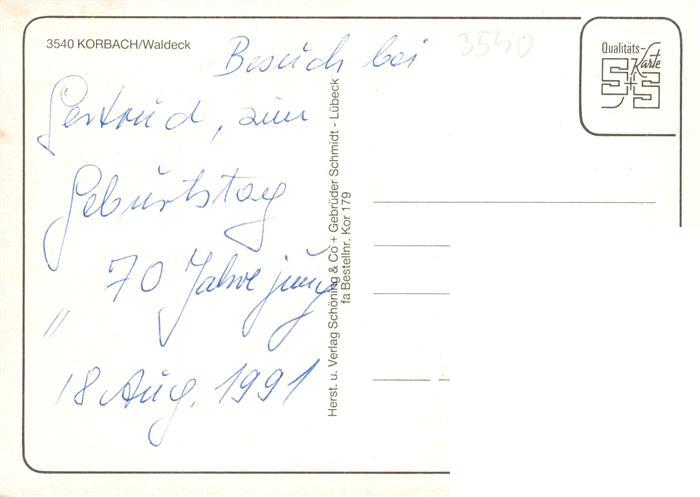 3540 KORBACH/Waldeck
3540
Qualitäts-
Karte
S+S
Besuch bei
Gertrud, zum
Geburtstag
70 Jahre jung
"
18 Aug. 1991
Herst. u. Verlag Schöning & Co + Gebrüder Schmidt - Lübeck
fa Bestellnr. Kor 179